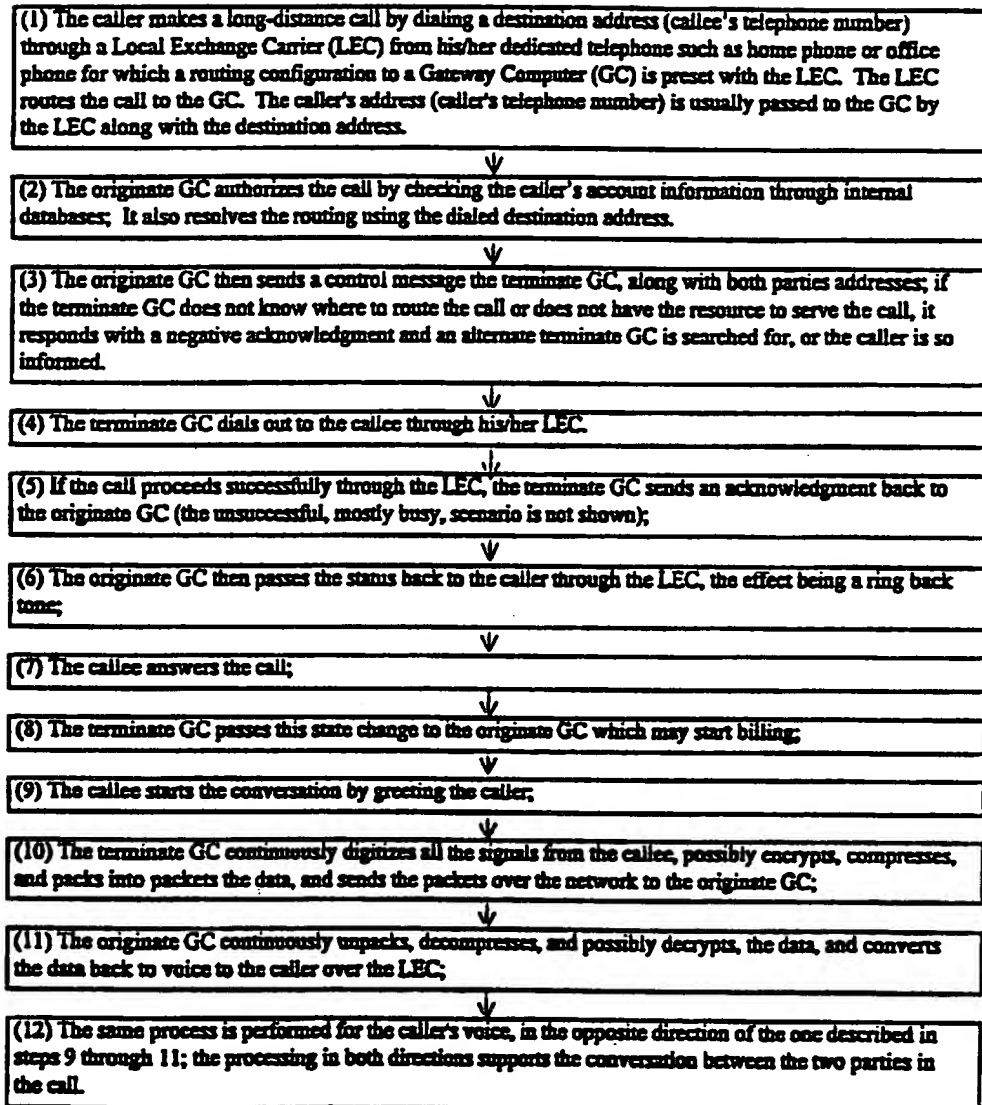 (1) The caller makes a long-distance call by dialing a destination address (callee's telephone number)
through a Local Exchange Carrier (LEC) from his/her dedicated telephone such as home phone or office
phone for which a routing configuration to a Gateway Computer (GC) is preset with the LEC. The LEC
routes the call to the GC. The caller's address (caller's telephone number) is usually passed to the GC by
the LEC along with the destination address.
(2) The originate GC authorizes the call by checking the caller's account information through internal
databases; It also resolves the routing using the dialed destination address.
(3) The originate GC then sends a control message the terminate GC, along with both parties addresses; if
the terminate GC does not know where to route the call or does not have the resource to serve the call, it
responds with a negative acknowledgment and an alternate terminate GC is searched for, or the caller is so
informed.
(4) The terminate GC dials out to the callee through his/her LEC.
(5) If the call proceeds successfully through the LEC, the terminate GC sends an acknowledgment back to
the originate GC (the unsuccessful, mostly busy, scenario is not shown);
(6) The originate GC then passes the status back to the caller through the LEC, the effect being a ring back
tone;
(7) The callee answers the call;
(8) The terminate GC passes this state change to the originate GC which may start billing;
(9) The callee starts the conversation by greeting the caller;
(10) The terminate GC continuously digitizes all the signals from the callee, possibly encrypts, compresses,
and packs into packets the data, and sends the packets over the network to the originate GC;
(11) The originate GC continuously unpacks, decompresses, and possibly decrypts, the data, and converts
the data back to voice to the caller over the LEC;
(12) The same process is performed for the caller's voice, in the opposite direction of the one described in
steps 9 through 11; the processing in both directions supports the conversation between the two parties in
the call.